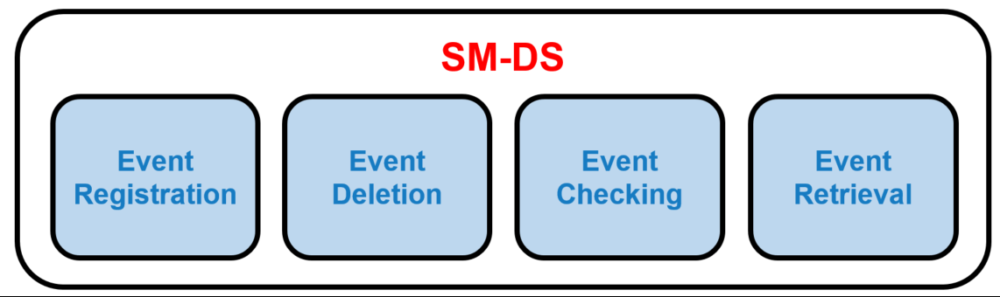 SM-DS
Event
Registration
Event
Deletion
Event
Checking
Event
Retrieval